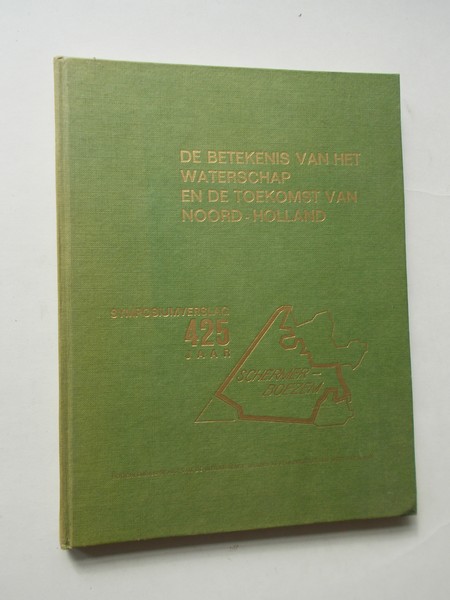 DE BETEKENIS VAN HET
WATERSCHAP
EN DE TOEKOMST VAN
NOORD-HOLLAND
SYMPOSIUMVERSLAG
425
JAAR
SCHERMER-
BOEZEM